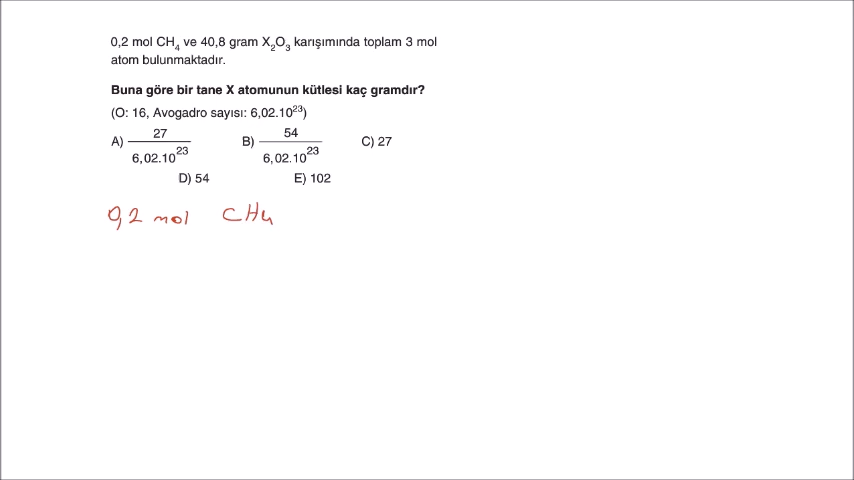 0,2 mol CH4 ve 40,8 gram X2O3 karışımında toplam 3 mol
atom bulunmaktadır.
Buna göre bir tane X atomunun kütlesi kaç gramdır?
(O: 16, Avogadro sayısı: 6,02.10^23)
A) 27/6,02.10^23 B) 54/6,02.10^23 C) 27
D) 54 E) 102
0,2 mol CH4